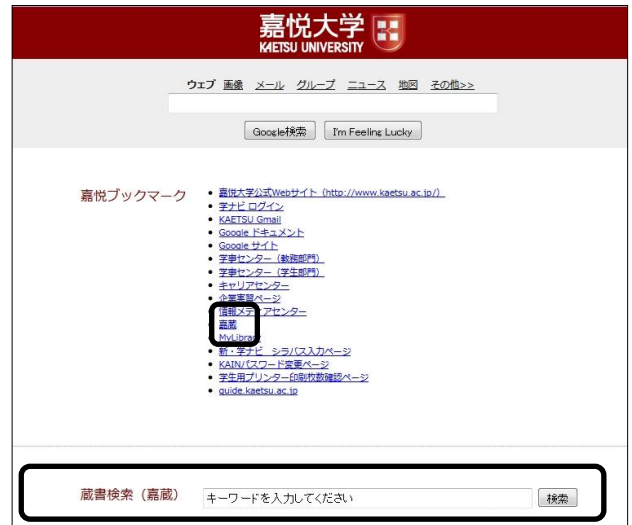 嘉悦大学
KAETSU UNIVERSITY
ウェブ 画像 メール グループ ニュース 地図 その他>>
Google検索 I'm Feeling Lucky
嘉悦ブックマーク
嘉悦大学公式Webサイト（http://www.kaetsu.ac.jp/）
学ナビ ログイン
KAETSU Gmail
Google ドキュメント
Google サイト
学事センター（教務部門）
学事センター（学生部門）
キャリアセンター
企業実習ページ
情報メディアセンター
嘉蔵
MyLibrary
新・学ナビ　シラバス入力ページ
KAINパスワード変更ページ
学生用プリンター印刷枚数確認ページ
guide.kaetsu.ac.jp
蔵書検索（嘉蔵） キーワードを入力してください 検索